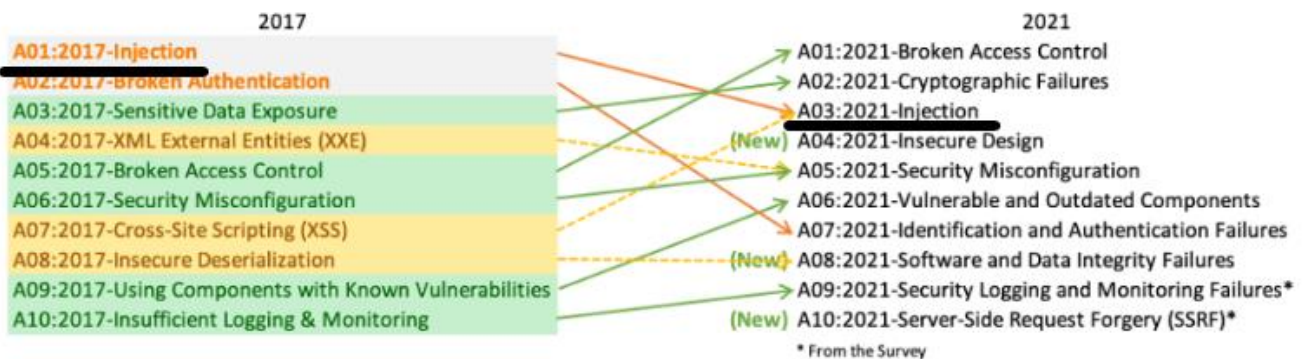 2017
2021
A01:2017-Injection
A02:2017-Broken Authentication
A03:2017-Sensitive Data Exposure
A04:2017-XML External Entities (XXE)
A05:2017-Broken Access Control
A06:2017-Security Misconfiguration
A07:2017-Cross-Site Scripting (XSS)
A08:2017-Insecure Deserialization
A09:2017-Using Components with Known Vulnerabilities
A10:2017-Insufficient Logging & Monitoring
A01:2021-Broken Access Control
A02:2021-Cryptographic Failures
A03:2021-Injection
(New) A04:2021-Insecure Design
A05:2021-Security Misconfiguration
A06:2021-Vulnerable and Outdated Components
A07:2021-Identification and Authentication Failures
(New) A08:2021-Software and Data Integrity Failures
A09:2021-Security Logging and Monitoring Failures*
(New) A10:2021-Server-Side Request Forgery (SSRF)*
* From the Survey